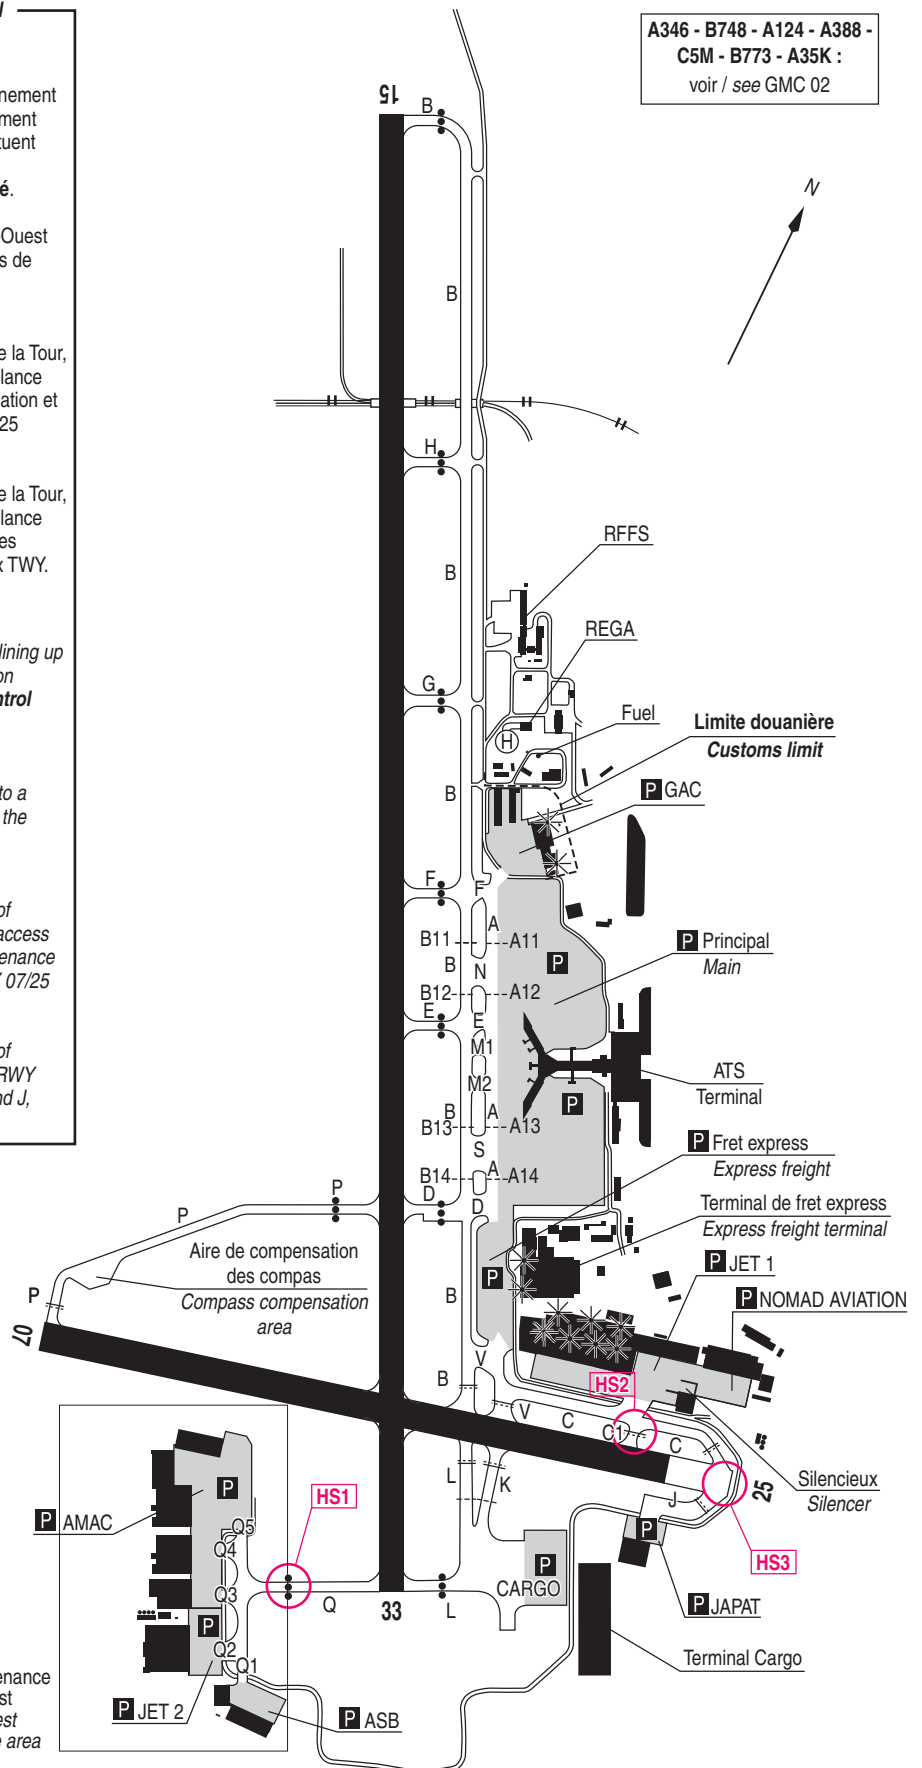 A346 - B748 - A124 - A388 -
C5M - B773 - A35K :
voir / see GMC 02
nement
ment
uent
é.
Ouest
s de
e la Tour,
lance
ation et
25
e la Tour,
lance
es
x TWY.
lining up
on
ntrol
to a
the
of
access
enance
Y 07/25
of
RWY
nd J,
N
15
B
B
H
B
RFFS
REGA
G
Fuel
H
Limite douanière
Customs limit
B
P GAC
F
F
A
B11
A11
B
P
P Principal
Main
N
B12
A12
E
E
M1
ATS
Terminal
M2
P
B
A
B13
A13
S
P Fret express
Express freight
B14
A
A14
P
D
D
P
Terminal de fret express
Express freight terminal
Aire de compensation
des compas
Compass compensation
area
P JET 1
P
B
P
P NOMAD AVIATION
07
V
B
HS2
V
C
C1
C
L
K
25
Silencieux
Silencer
HS1
P
J
P AMAC
Q5
P
HS3
Q4
P
CARGO
Q3
Q
33
L
P JAPAT
P
Q2
Q1
Terminal Cargo
P JET 2
P ASB
enance
st
est
e area